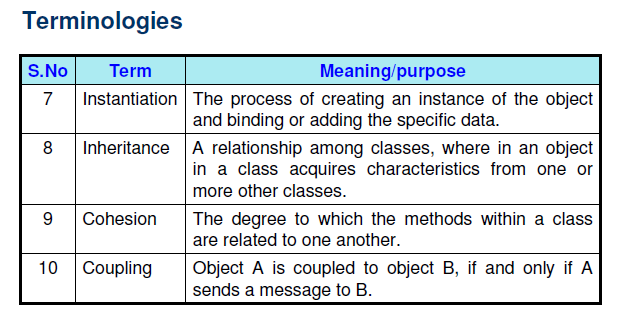 Terminologies
S.No Term Meaning/purpose
7 Instantiation The process of creating an instance of the object
and binding or adding the specific data.
8 Inheritance A relationship among classes, where in an object
in a class acquires characteristics from one or
more other classes.
9 Cohesion The degree to which the methods within a class
are related to one another.
10 Coupling Object A is coupled to object B, if and only if A
sends a message to B.